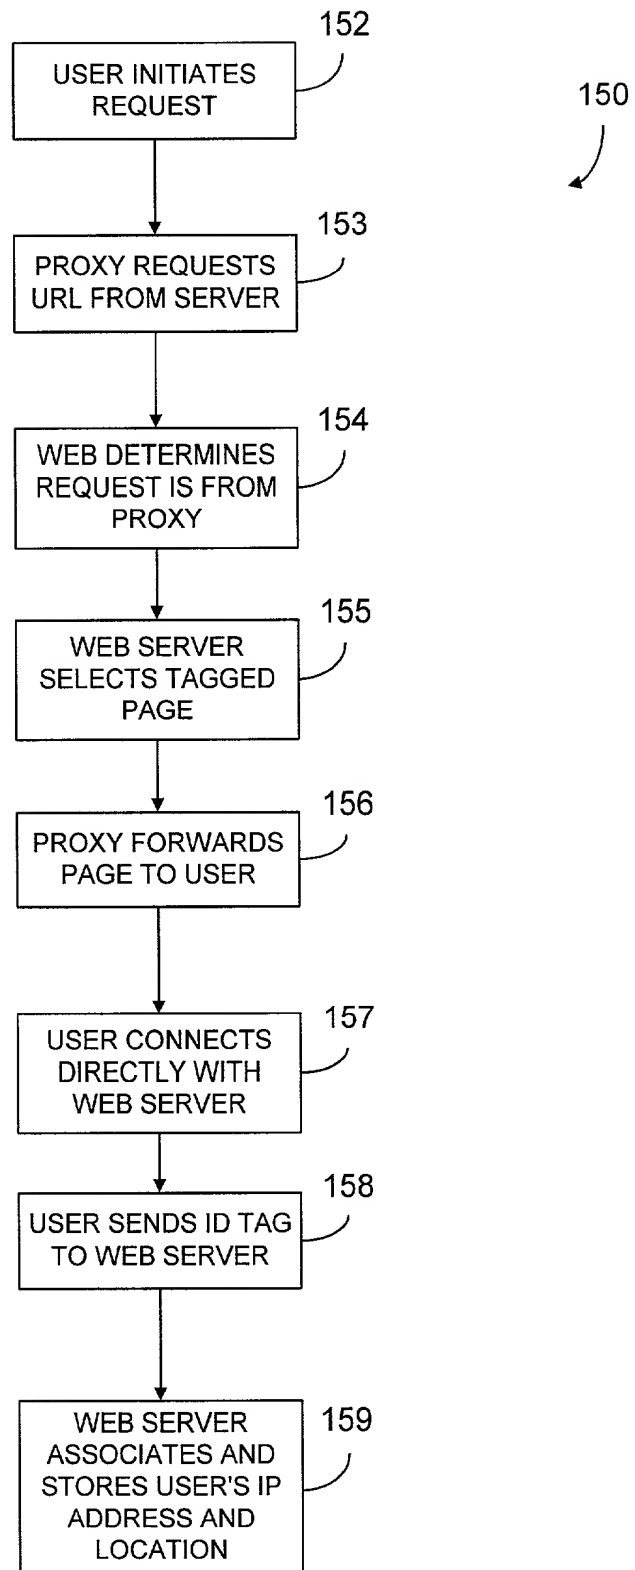 152
USER INITIATES
REQUEST
150
153
PROXY REQUESTS
URL FROM SERVER
154
WEB DETERMINES
REQUEST IS FROM
PROXY
155
WEB SERVER
SELECTS TAGGED
PAGE
156
PROXY FORWARDS
PAGE TO USER
157
USER CONNECTS
DIRECTLY WITH
WEB SERVER
158
USER SENDS ID TAG
TO WEB SERVER
159
WEB SERVER
ASSOCIATES AND
STORES USER'S IP
ADDRESS AND
LOCATION